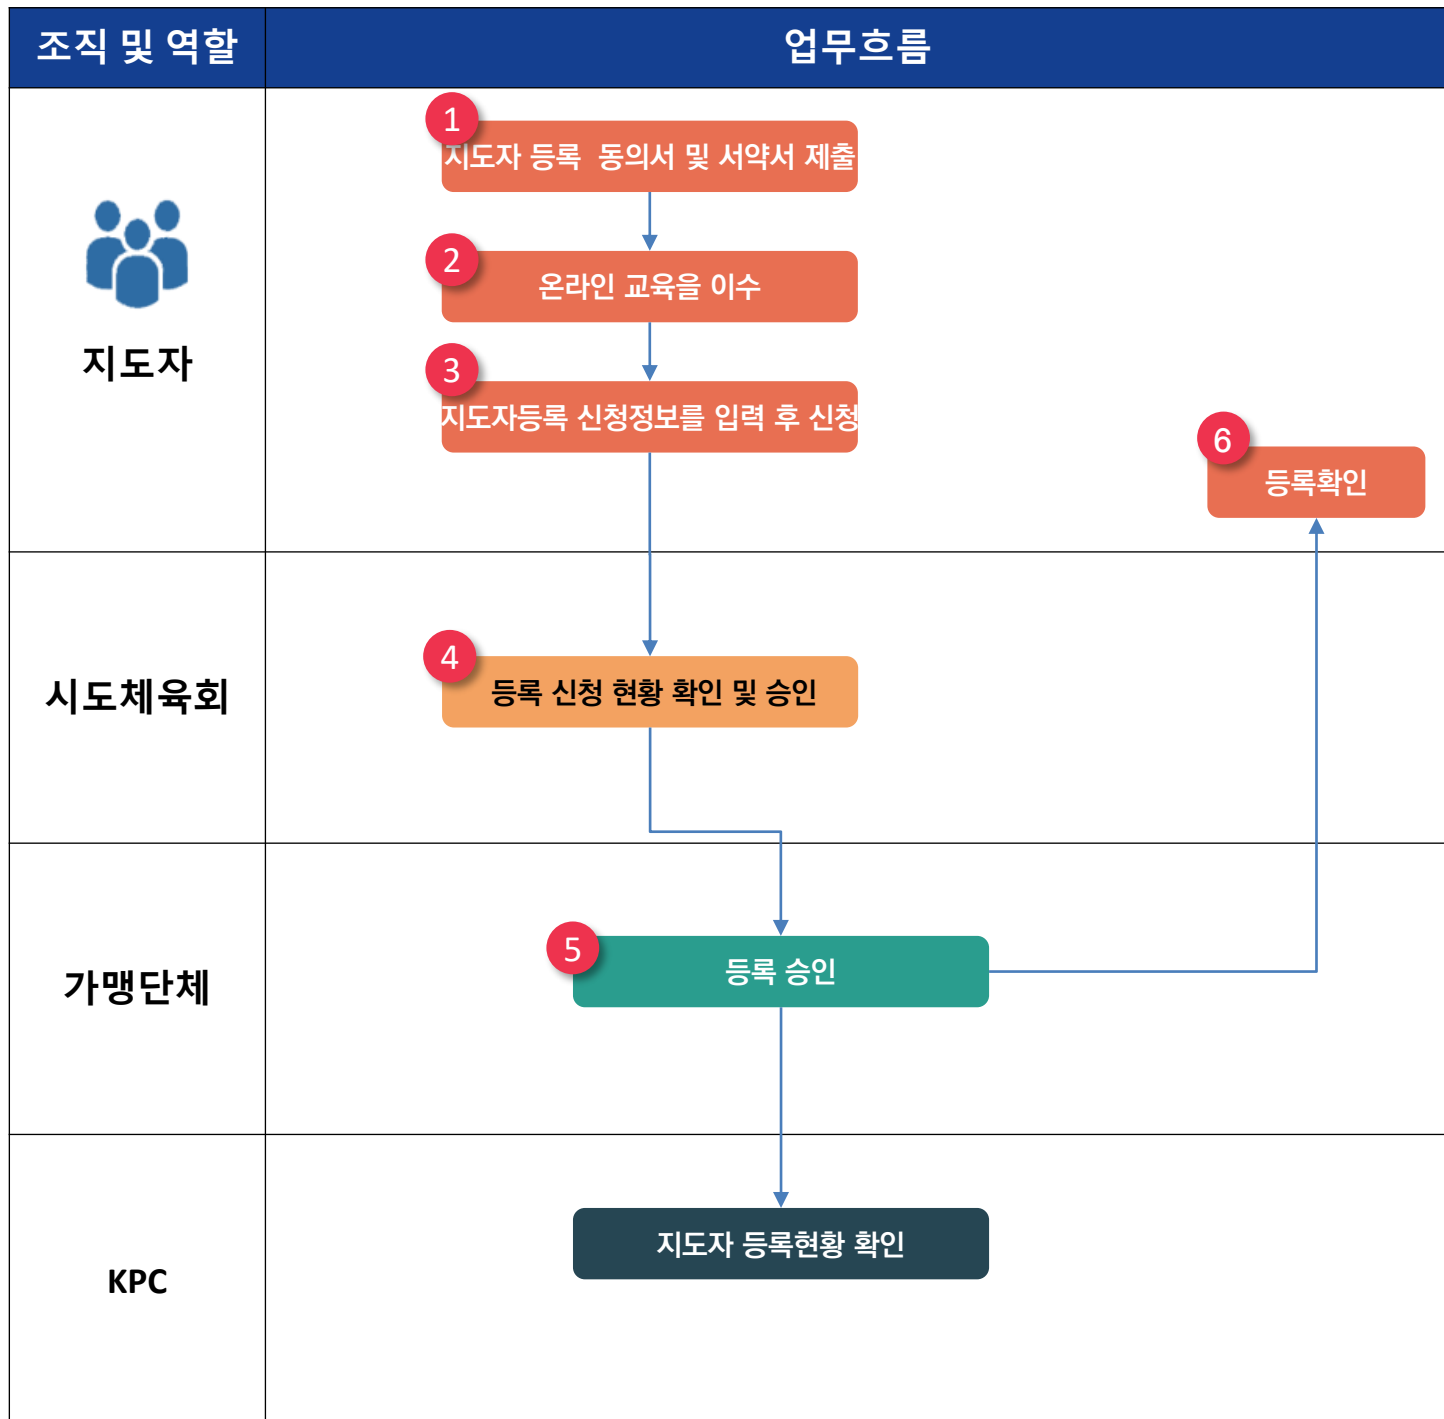 조직 및 역할
업무흐름
1
지도자 등록 동의서 및 서약서 제출
2
온라인 교육을 이수
지도자
3
지도자등록 신청정보를 입력 후 신청
6
등록확인
시도체육회
4
등록 신청 현황 확인 및 승인
가맹단체
5
등록 승인
KPC
지도자 등록현황 확인